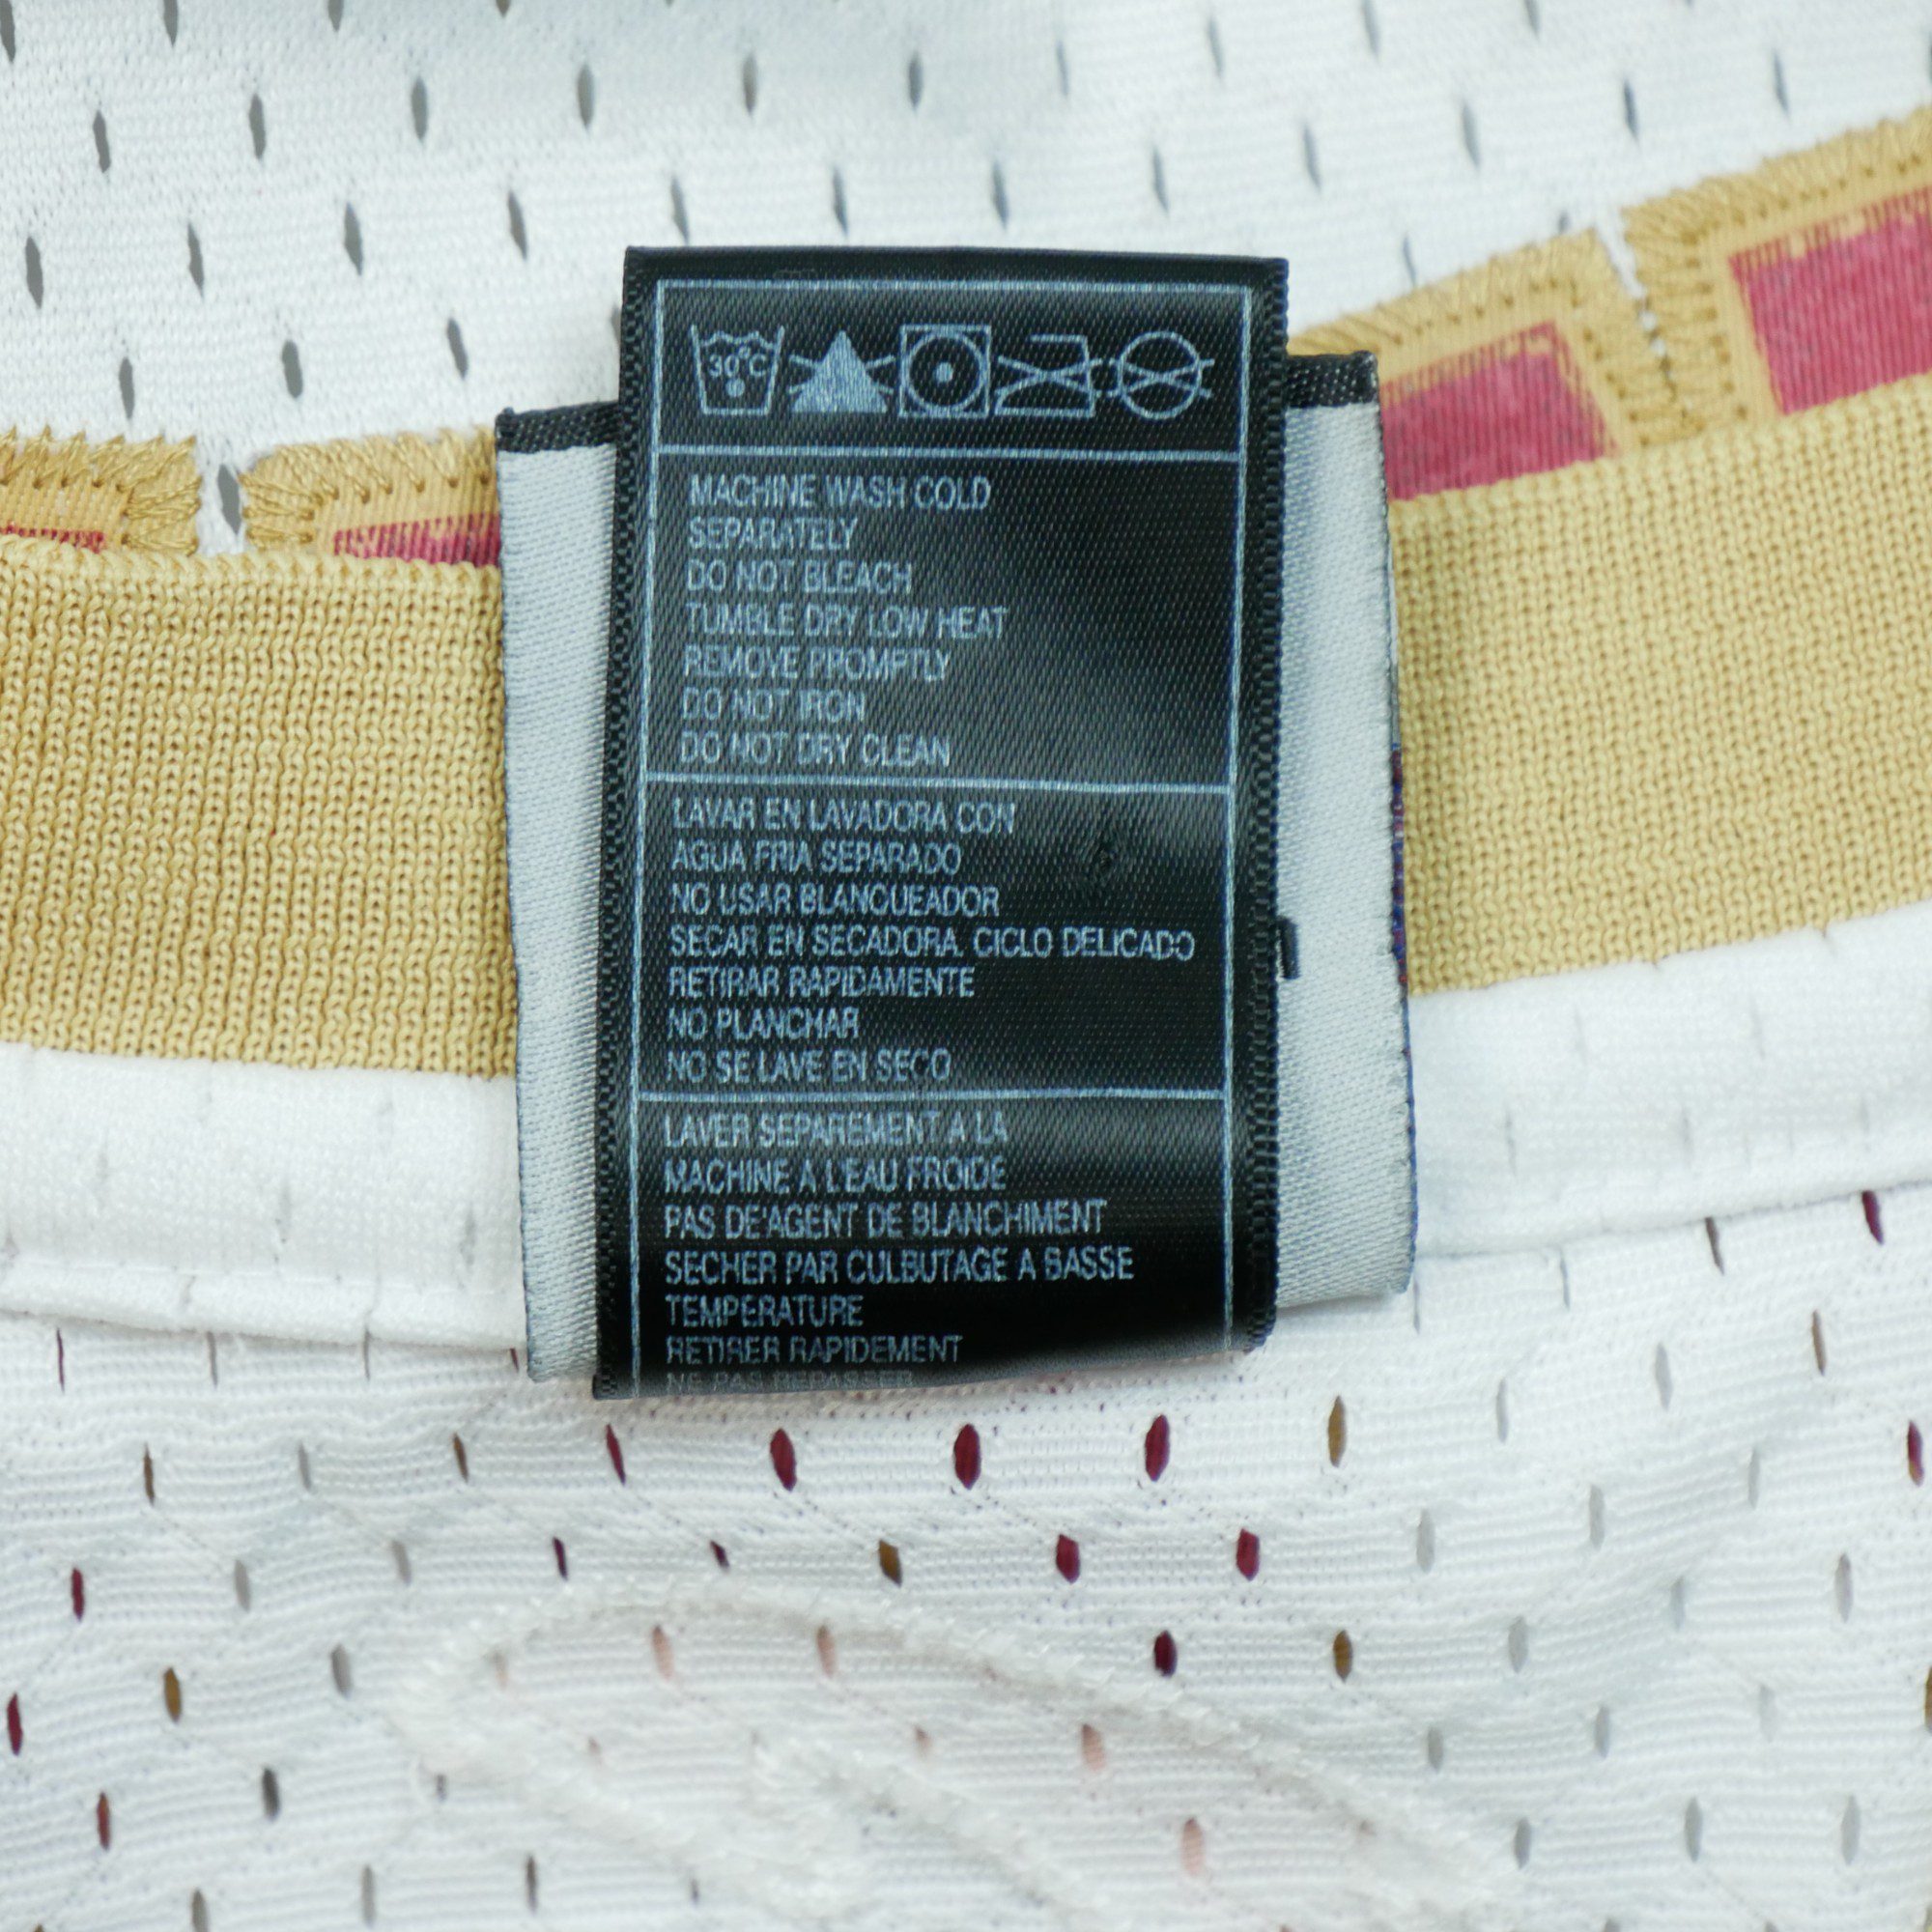 30°C
MACHINE WASH COLD
SEPARATELY
DO NOT BLEACH
TUMBLE DRY LOW HEAT
REMOVE PROMPTLY
DO NOT IRON
DO NOT DRY CLEAN
LAVAR EN LAVADORA CON
AGUA FRIA SEPARADO
NO USAR BLANQUEADOR
SECAR EN SECADORA. CICLO DELICADO
RETIRAR RAPIDAMENTE
NO PLANCHAR
NO SE LAVE EN SECO
LAVER SEPAREMENT A LA
MACHINE A L'EAU FROIDE
PAS DE'AGENT DE BLANCHIMENT
SECHER PAR CULBUTAGE A BASSE
TEMPERATURE
RETIRER RAPIDEMENT
NE PAS REPASSER